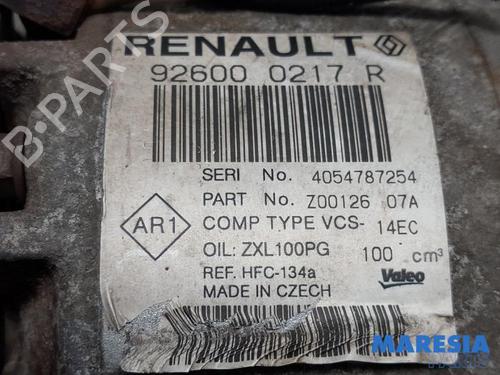 RENAULT
92600 0217 R
SERI No. 4054787254
PART No. Z00126 07A
AR1
COMP TYPE VCS- 14EC
OIL: ZXL100PG 100 cm³
REF. HFC-134a
MADE IN CZECH
Valeo
B-PARTS
MARESIA
PARTS